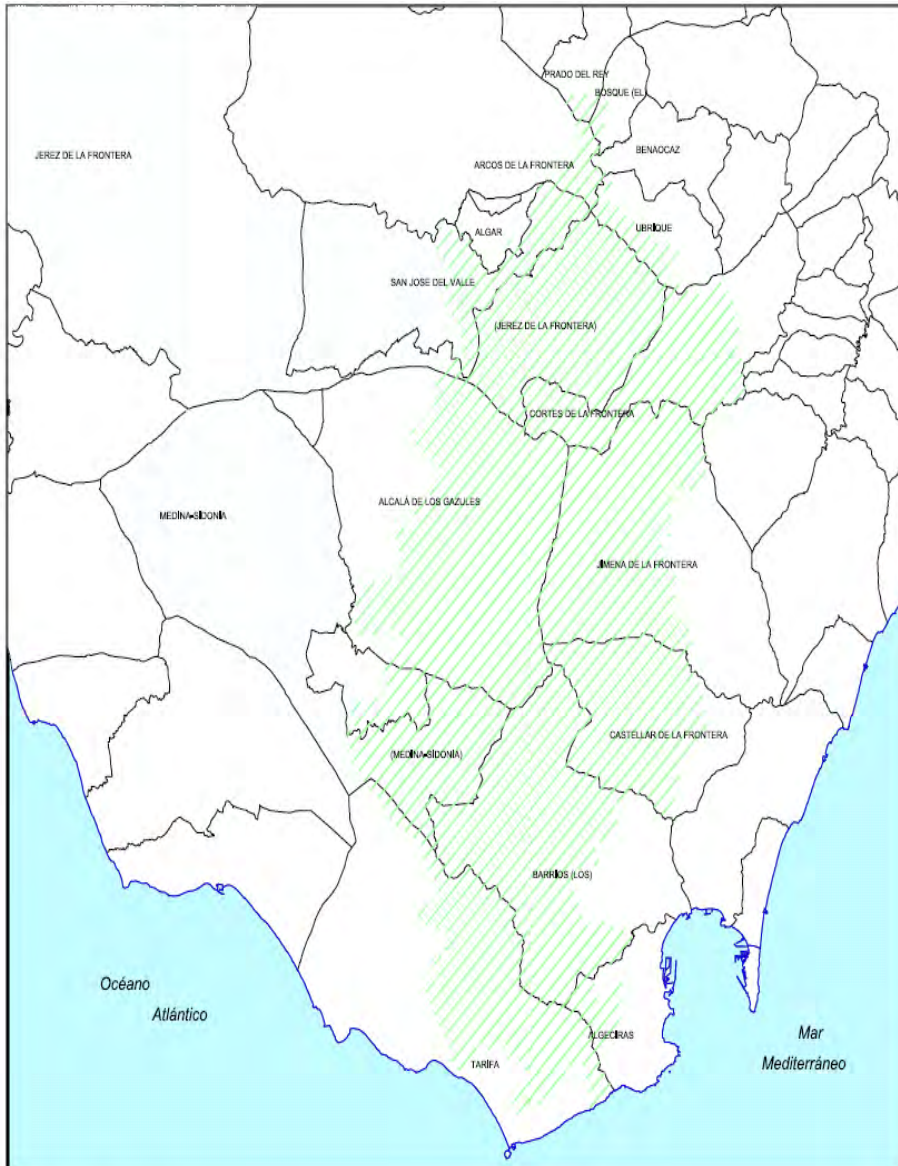 PRADO DEL REY
BOSQUE (EL)
JEREZ DE LA FRONTERA
BENAOCAZ
ARCOS DE LA FRONTERA
ALGAR
UBRIQUE
SAN JOSE DEL VALLE
(JEREZ DE LA FRONTERA)
CORTES DE LA FRONTERA
ALCALÁ DE LOS GAZULES
MEDINA-SIDONIA
JIMENA DE LA FRONTERA
CASTELLAR DE LA FRONTERA
(MEDINA-SIDONIA)
BARRIOS (LOS)
Océano
Atlántico
ALGECIRAS
Mar
Mediterráneo
TARIFA